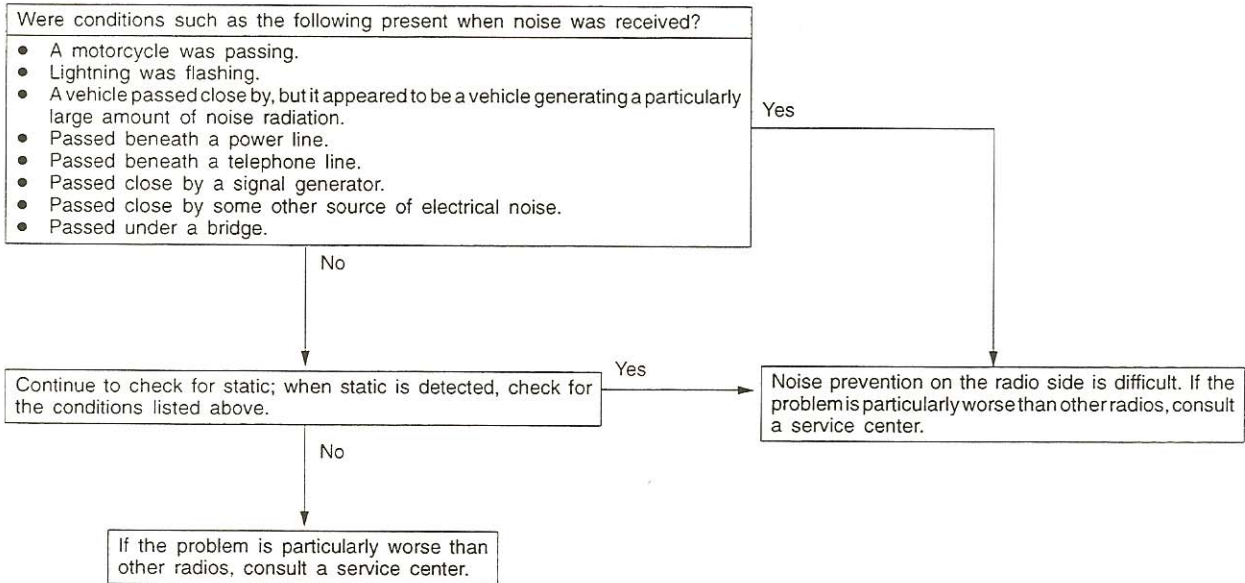 Were conditions such as the following present when noise was received?
● A motorcycle was passing.
● Lightning was flashing.
● A vehicle passed close by, but it appeared to be a vehicle generating a particularly
large amount of noise radiation.
● Passed beneath a power line.
● Passed beneath a telephone line.
● Passed close by a signal generator.
● Passed close by some other source of electrical noise.
● Passed under a bridge.
Yes
No
Continue to check for static; when static is detected, check for
the conditions listed above.
Yes
Noise prevention on the radio side is difficult. If the
problem is particularly worse than other radios, consult
a service center.
No
If the problem is particularly worse than
other radios, consult a service center.